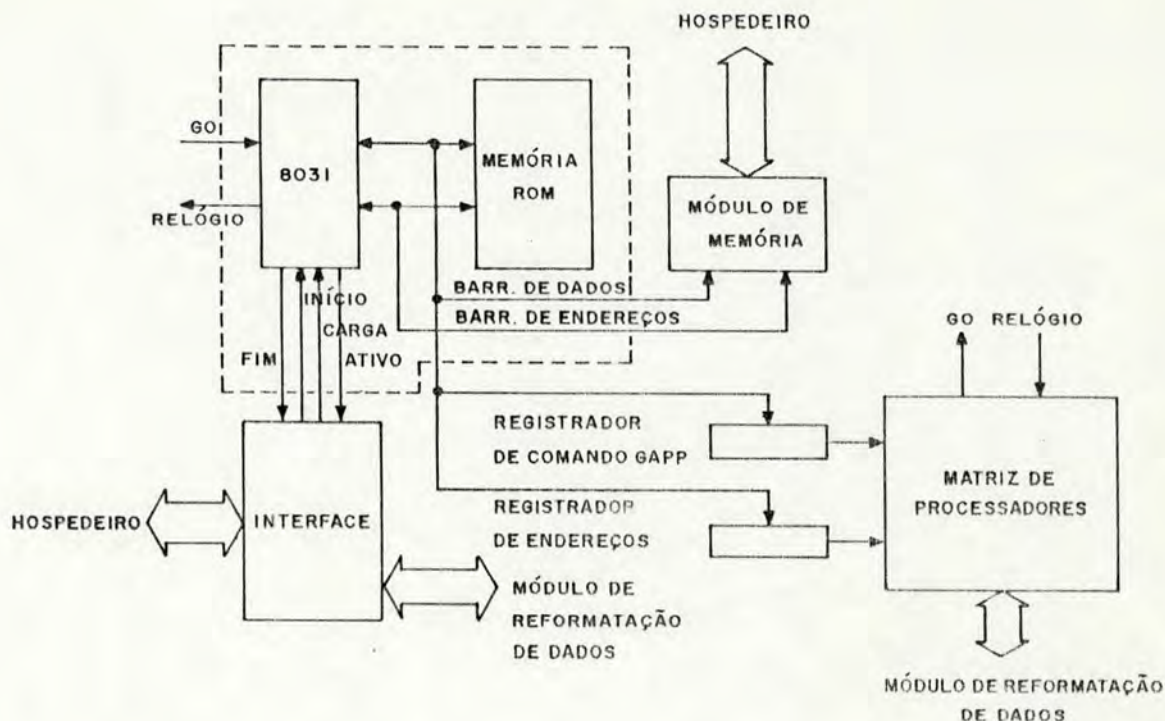 HOSPEDEIRO
GO
8031
MEMÓRIA
ROM
RELÓGIO
MÓDULO DE
MEMÓRIA
INÍCIO
BARR. DE DADOS
CARGA
BARR. DE ENDEREÇOS
FIM
ATIVO
GO RELÓGIO
REGISTRADOR
DE COMANDO GAPP
MATRIZ DE
PROCESSADORES
HOSPEDEIRO
INTERFACE
REGISTRADOR
DE ENDEREÇOS
MÓDULO DE
REFORMATAÇÃO
DE DADOS
MÓDULO DE REFORMATAÇÃO
DE DADOS